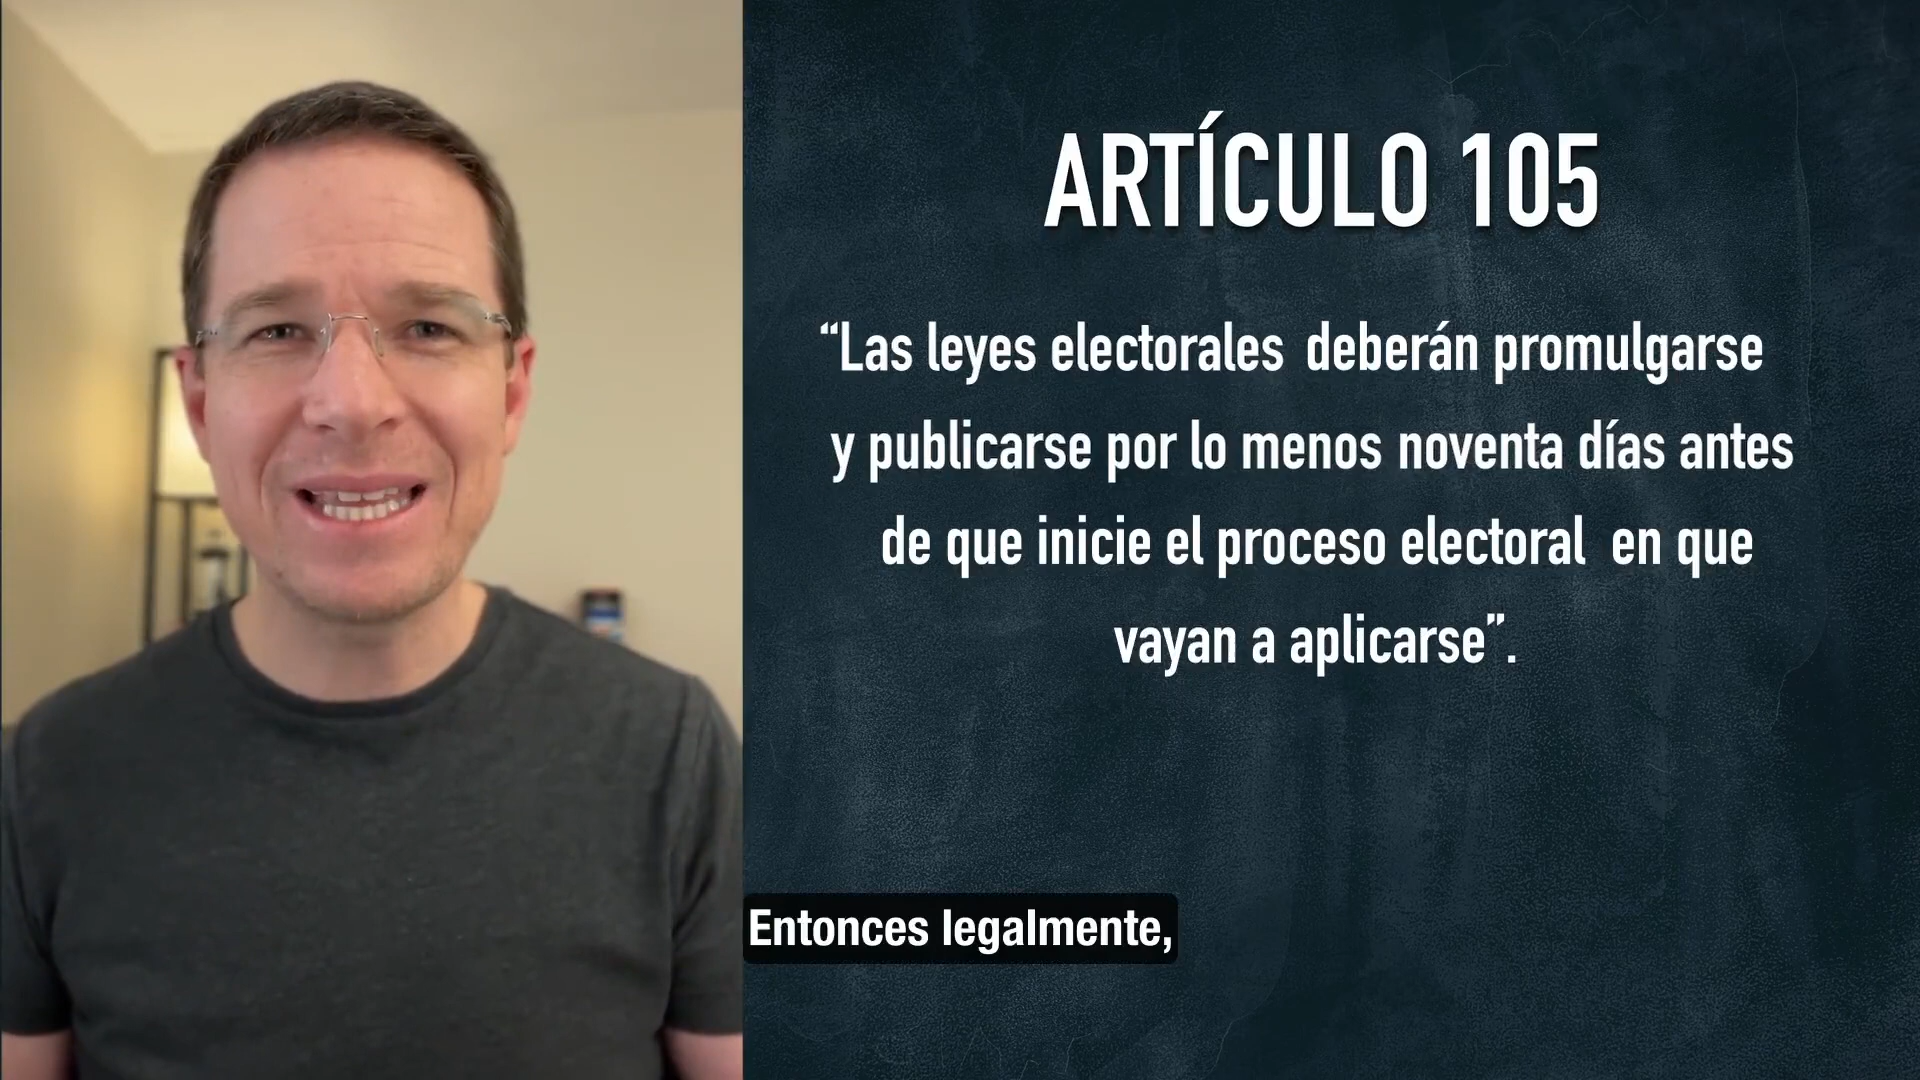 ARTÍCULO 105
“Las leyes electorales deberán promulgarse
y publicarse por lo menos noventa días antes
de que inicie el proceso electoral en que
vayan a aplicarse”.
Entonces legalmente,